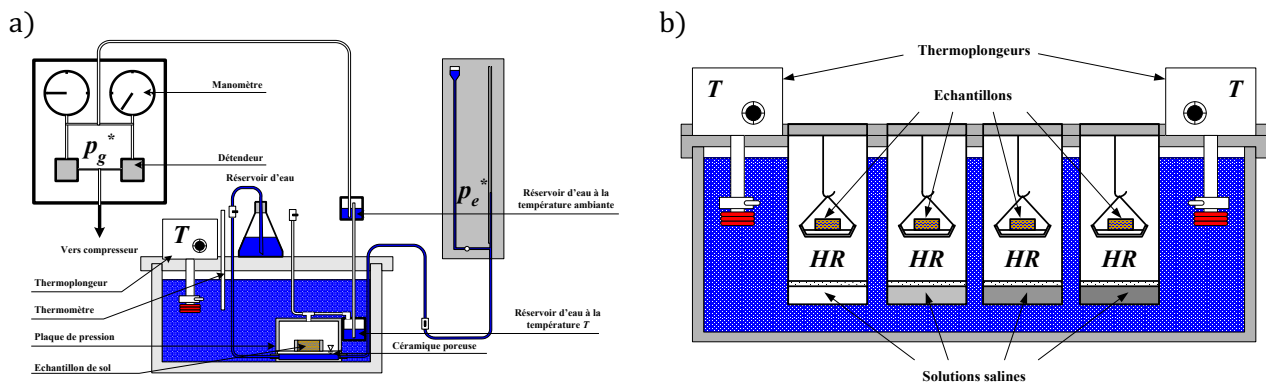 a)
Manomètre
p_g*
Détendeur
Réservoir d'eau
Vers compresseur
T
Thermoplongeur
Thermomètre
Plaque de pression
Echantillon de sol
p_e*
Réservoir d'eau à la
température ambiante
Réservoir d'eau à la
température T
Céramique poreuse
b)
Thermoplongeurs
T
T
Echantillons
HR
HR
HR
HR
Solutions salines